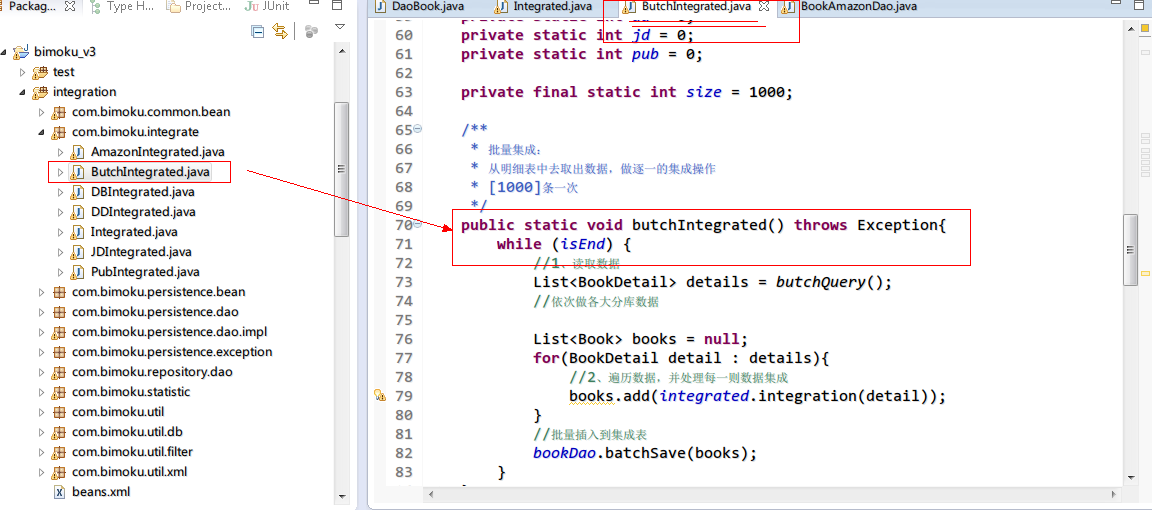 Packag...
Type H...
Project...
JUnit
bimoku_v3
test
integration
com.bimoku.common.bean
com.bimoku.integrate
AmazonIntegrated.java
ButchIntegrated.java
DBIntegrated.java
DDIntegrated.java
Integrated.java
JDIntegrated.java
PubIntegrated.java
com.bimoku.persistence.bean
com.bimoku.persistence.dao
com.bimoku.persistence.dao.impl
com.bimoku.persistence.exception
com.bimoku.repository.dao
com.bimoku.statistic
com.bimoku.util
com.bimoku.util.db
com.bimoku.util.filter
com.bimoku.util.xml
beans.xml
DaoBook.java
Integrated.java
ButchIntegrated.java
BookAmazonDao.java
60 private static int jd = 0;
61 private static int pub = 0;
62
63 private final static int size = 1000;
64
65 /**
66 * 批量集成：
67 * 从明细表中去取出数据，做逐一的集成操作
68 * [1000]条一次
69 */
70 public static void butchIntegrated() throws Exception{
71 while (isEnd) {
72 //1、读取数据
73 List<BookDetail> details = butchQuery();
74 //依次做各大分库数据
75
76 List<Book> books = null;
77 for(BookDetail detail : details){
78 //2、遍历数据，并处理每一则数据集成
79 books.add(integrated.integration(detail));
80 }
81 //批量插入到集成表
82 bookDao.batchSave(books);
83 }